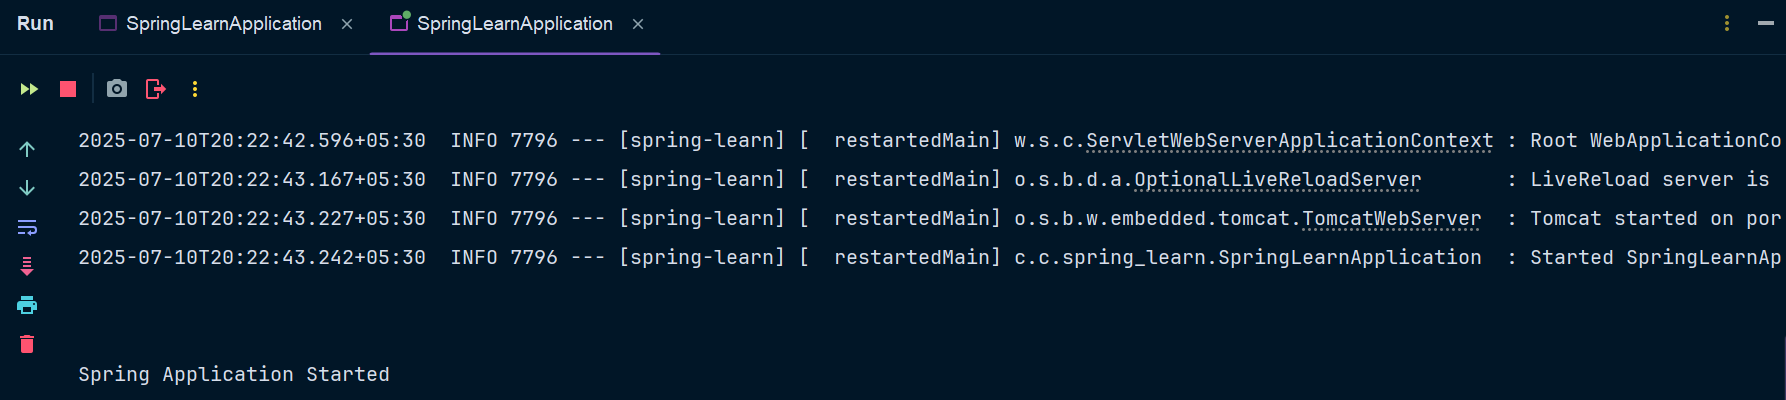 Run SpringLearnApplication SpringLearnApplication
2025-07-10T20:22:42.596+05:30  INFO 7796 --- [spring-learn] [  restartedMain] w.s.c.ServletWebServerApplicationContext : Root WebApplicationCo
2025-07-10T20:22:43.167+05:30  INFO 7796 --- [spring-learn] [  restartedMain] o.s.b.d.a.OptionalLiveReloadServer       : LiveReload server is
2025-07-10T20:22:43.227+05:30  INFO 7796 --- [spring-learn] [  restartedMain] o.s.b.w.embedded.tomcat.TomcatWebServer  : Tomcat started on por
2025-07-10T20:22:43.242+05:30  INFO 7796 --- [spring-learn] [  restartedMain] c.c.spring_learn.SpringLearnApplication  : Started SpringLearnAp
Spring Application Started